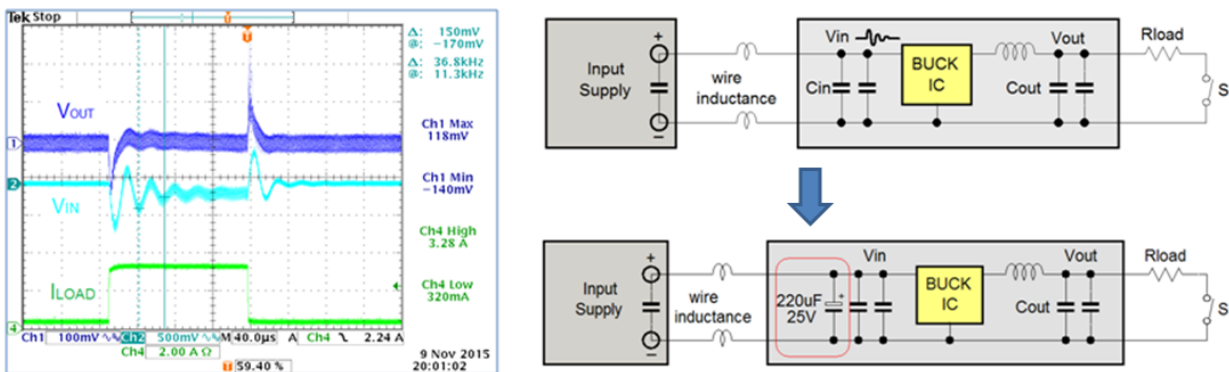 Tek Stop
T
Δ: 150mV
@: −170mV
Δ: 36.8kHz
@: 11.3kHz
VOUT
1
Ch1 Max
118mV
2
Ch1 Min
−140mV
VIN
Ch4 High
3.28 A
ILOAD
Ch4 Low
320mA
4
Ch1 100mV Ch2 500mV M 40.0µs A Ch4 2.24 A
Ch4 2.00 A Ω
T 59.40 %
9 Nov 2015
20:01:02
Input
Supply
+
−
wire
inductance
Vin
Cin
BUCK
IC
Vout
Cout
Rload
S
Input
Supply
+
−
wire
inductance
220uF
25V
+
Vin
BUCK
IC
Vout
Cout
Rload
S